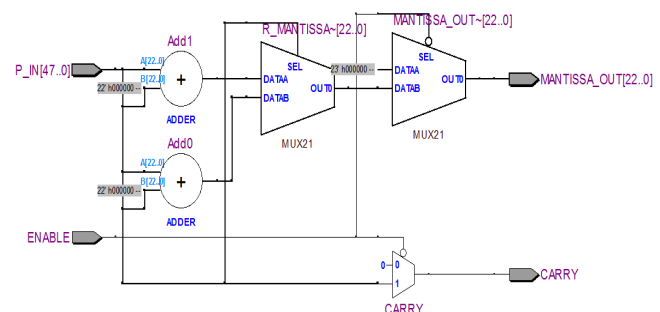 R_MANTISSA~[22..0]
MANTISSA_OUT~[22..0]
Add1
P_IN[47..0]
A[22..0]
B[22..0]
22' h000000 --
+
ADDER
SEL
DATAA
DATAB
OUT0
MUX21
23' h000000 --
SEL
DATAA
DATAB
OUT0
MUX21
MANTISSA_OUT[22..0]
Add0
A[22..0]
B[22..0]
22' h000000 --
+
ADDER
ENABLE
0
0
1
CARRY
CARRY